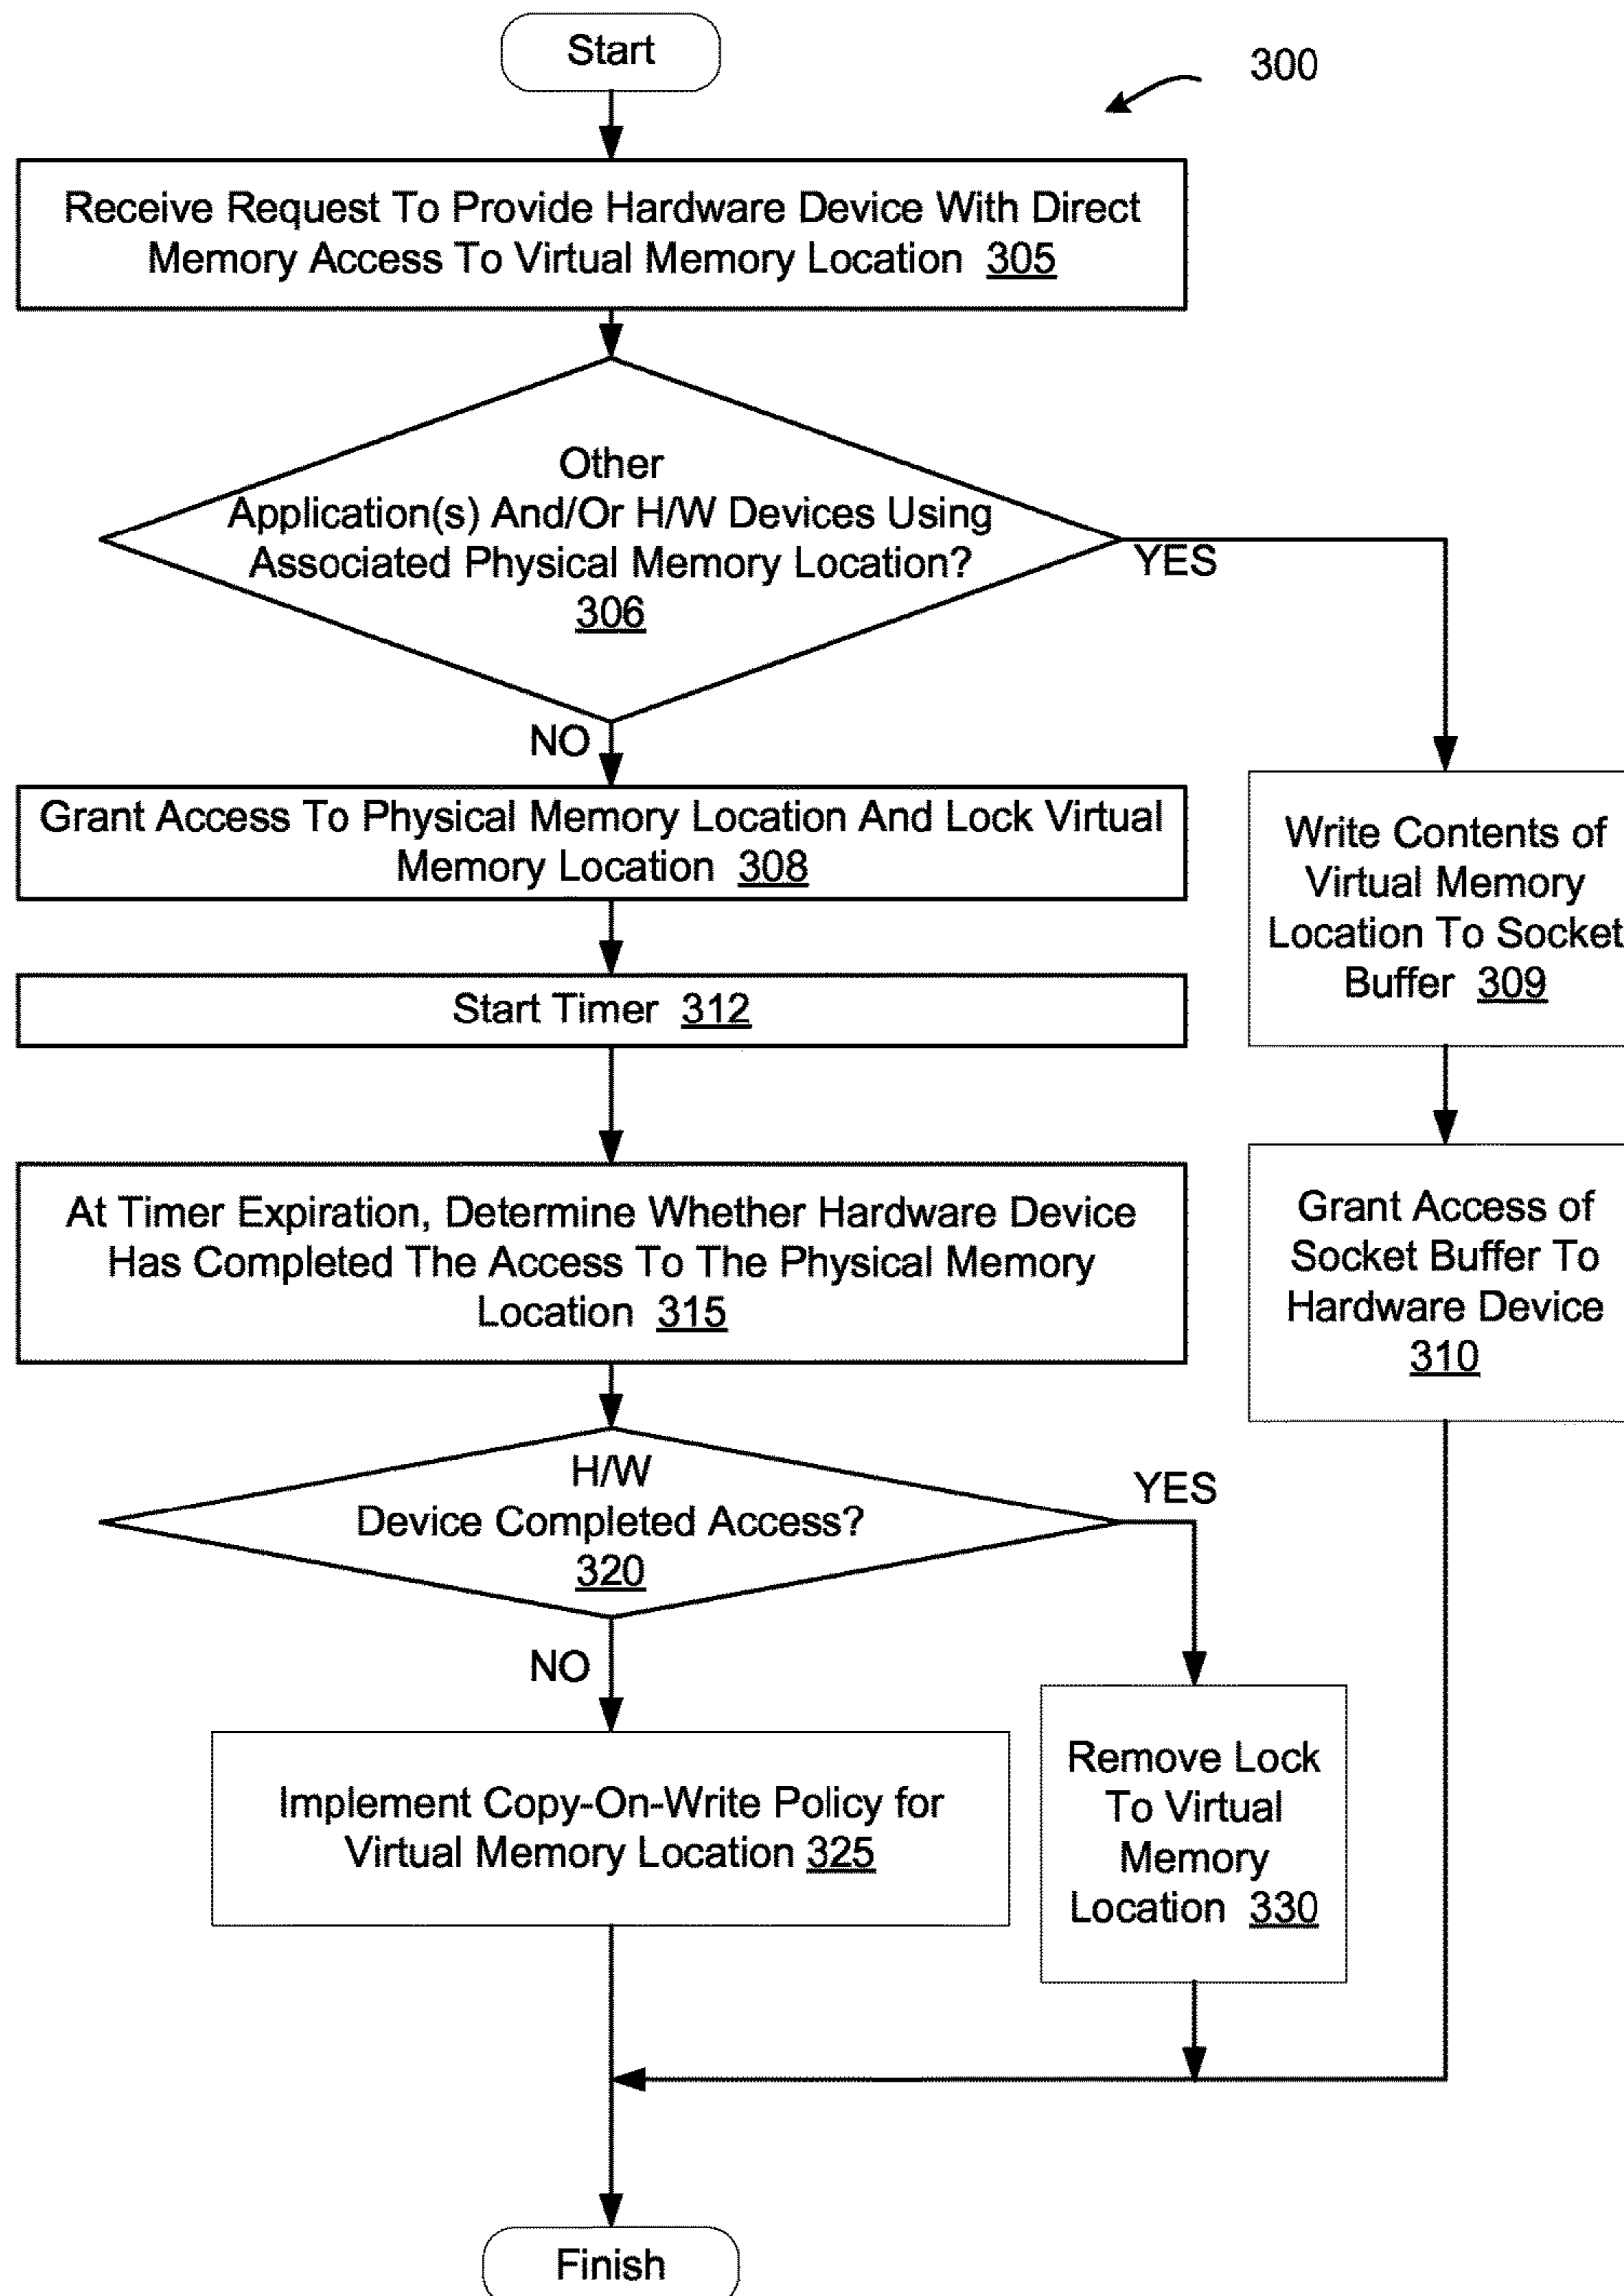 Start
300
Receive Request To Provide Hardware Device With Direct
Memory Access To Virtual Memory Location 305
Other
Application(s) And/Or H/W Devices Using
Associated Physical Memory Location?
306
YES
NO
Grant Access To Physical Memory Location And Lock Virtual
Memory Location 308
Write Contents of
Virtual Memory
Location To Socket
Buffer 309
Start Timer 312
At Timer Expiration, Determine Whether Hardware Device
Has Completed The Access To The Physical Memory
Location 315
Grant Access of
Socket Buffer To
Hardware Device
310
H/W
Device Completed Access?
320
YES
NO
Implement Copy-On-Write Policy for
Virtual Memory Location 325
Remove Lock
To Virtual
Memory
Location 330
Finish